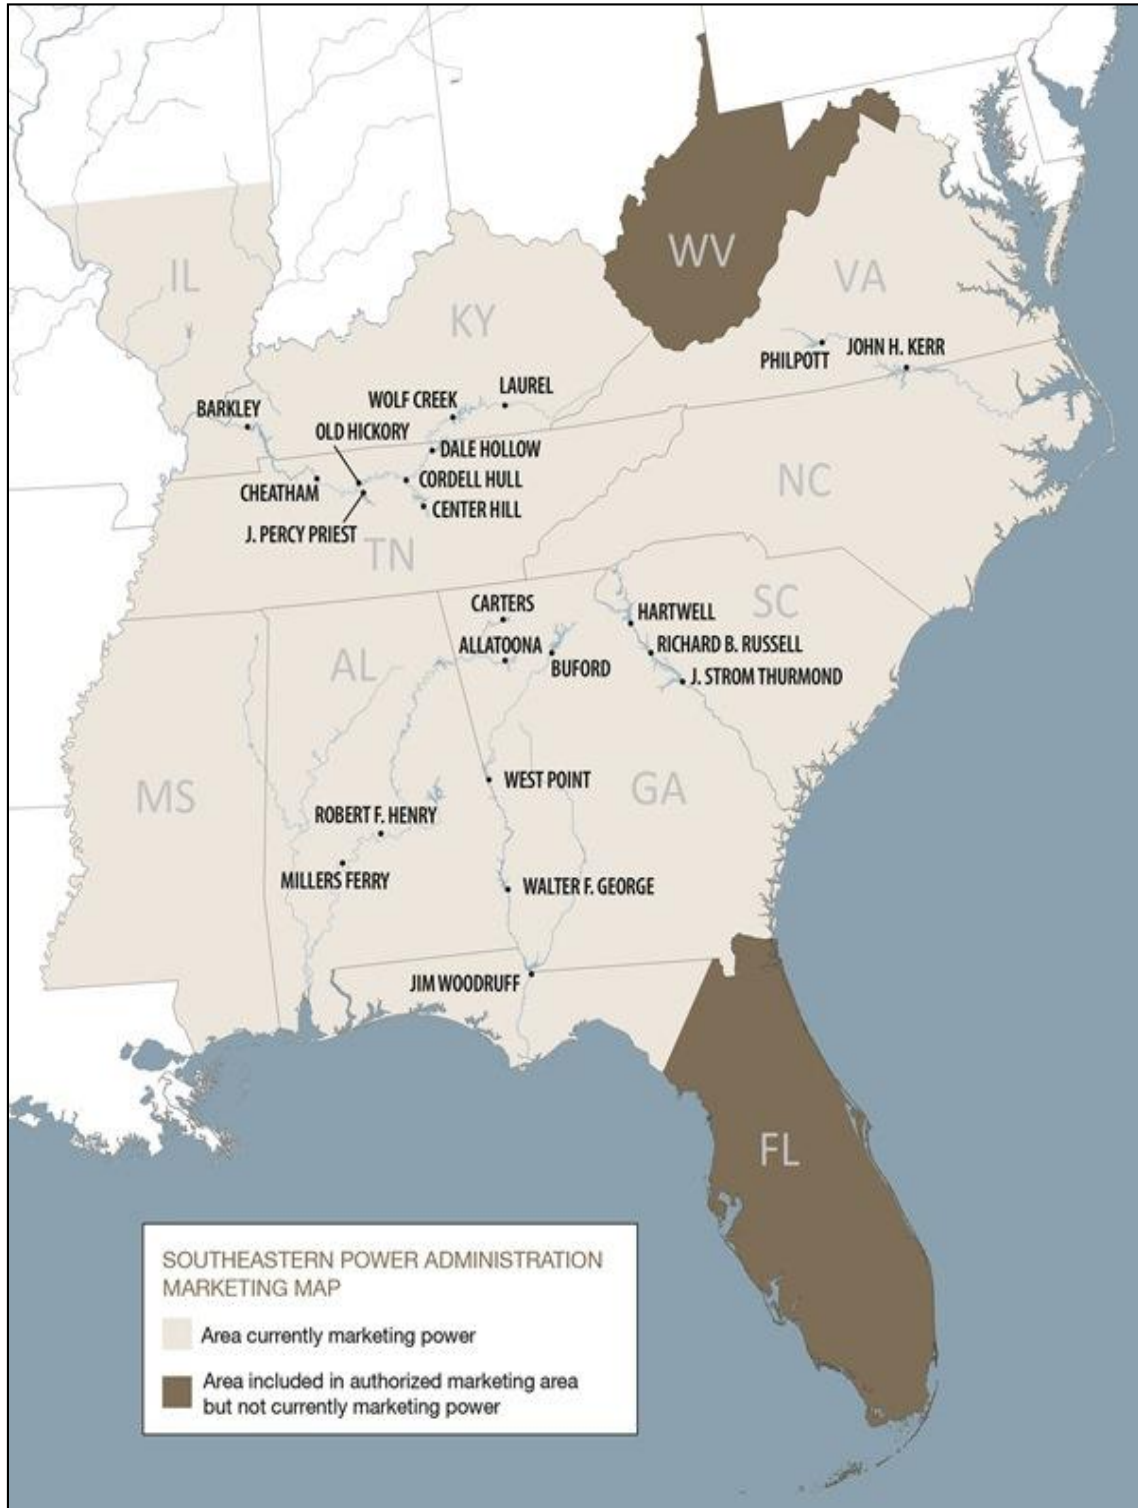 WV
IL
VA
KY
PHILPOTT
JOHN H. KERR
LAUREL
WOLF CREEK
BARKLEY
OLD HICKORY
DALE HOLLOW
CORDELL HULL
CHEATHAM
CENTER HILL
J. PERCY PRIEST
NC
TN
CARTERS
SC
HARTWELL
ALLATOONA
RICHARD B. RUSSELL
AL
BUFORD
J. STROM THURMOND
WEST POINT
MS
GA
ROBERT F. HENRY
MILLERS FERRY
WALTER F. GEORGE
JIM WOODRUFF
FL
SOUTHEASTERN POWER ADMINISTRATION
MARKETING MAP
Area currently marketing power
Area included in authorized marketing area
but not currently marketing power